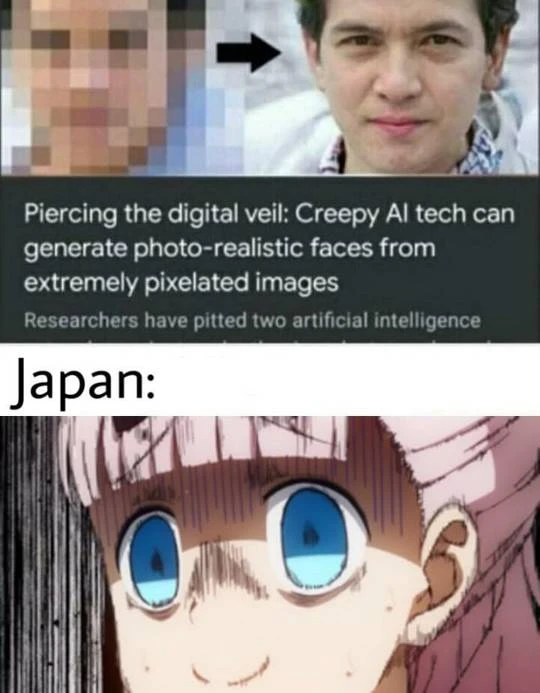 Piercing the digital veil: Creepy AI tech can
generate photo-realistic faces from
extremely pixelated images
Researchers have pitted two artificial intelligence
Japan: